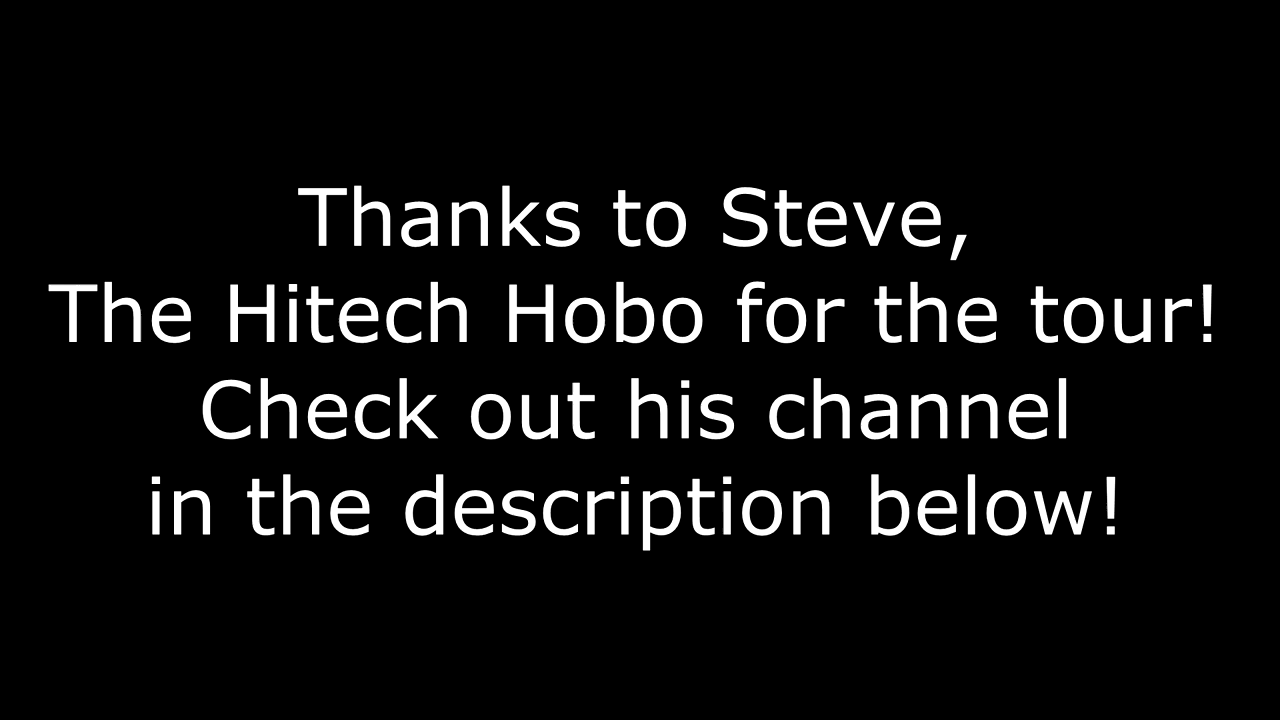 Thanks to Steve,
The Hitech Hobo for the tour!
Check out his channel
in the description below!